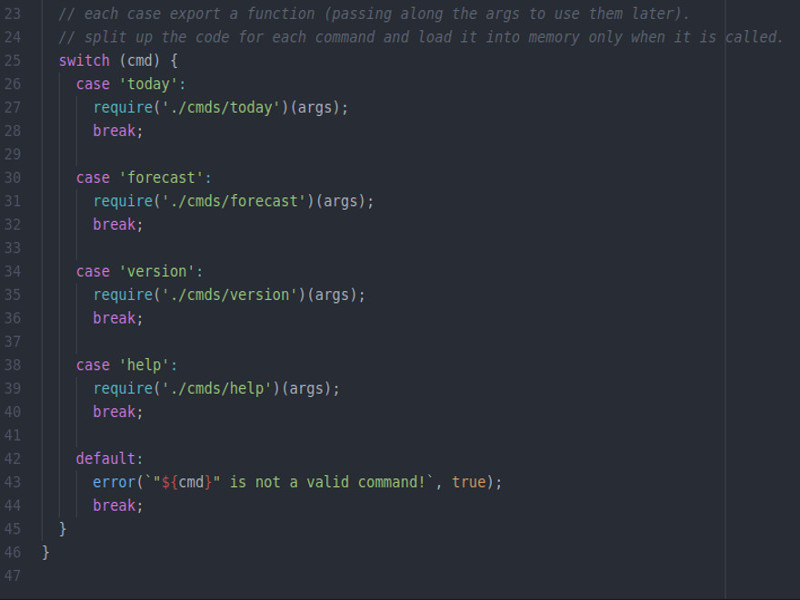 23 // each case export a function (passing along the args to use them later).
24 // split up the code for each command and load it into memory only when it is called.
25 switch (cmd) {
26 case 'today':
27 require('./cmds/today')(args);
28 break;
29
30 case 'forecast':
31 require('./cmds/forecast')(args);
32 break;
33
34 case 'version':
35 require('./cmds/version')(args);
36 break;
37
38 case 'help':
39 require('./cmds/help')(args);
40 break;
41
42 default:
43 error(`"${cmd}" is not a valid command!`, true);
44 break;
45 }
46 }
47